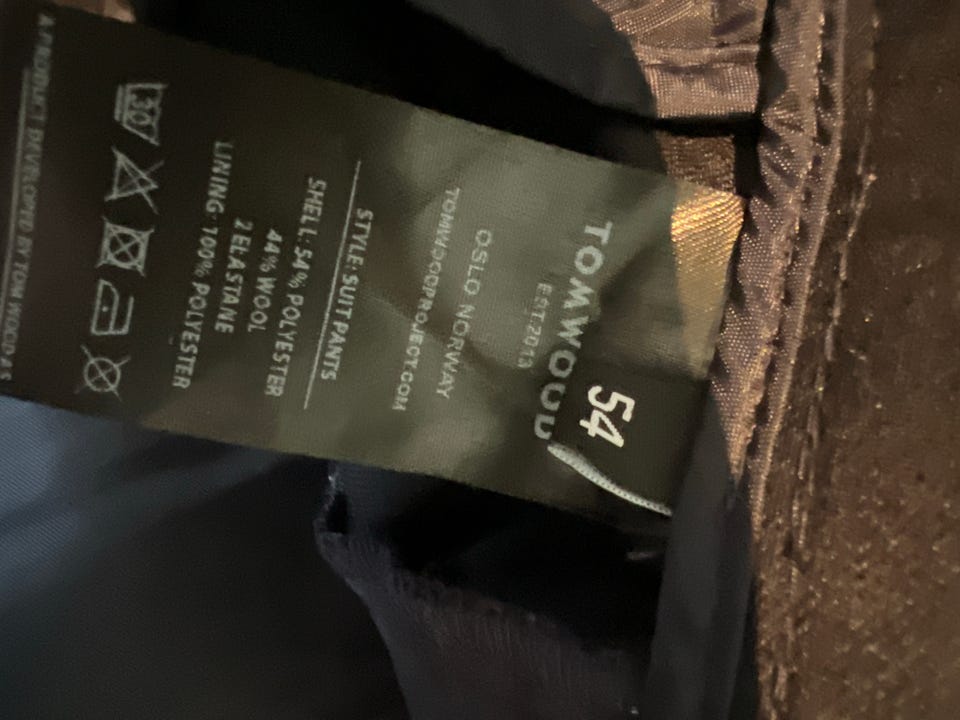 54
TOMWOOD
EST.2013
OSLO NORWAY
TOMWOODPROJECT.COM
STYLE: SUIT PANTS
SHELL: 54% POLYESTER
44% WOOL
2 ELASTANE
LINING: 100% POLYESTER
30
A PRODUCT DEVELOPED BY TOM WOOD AS